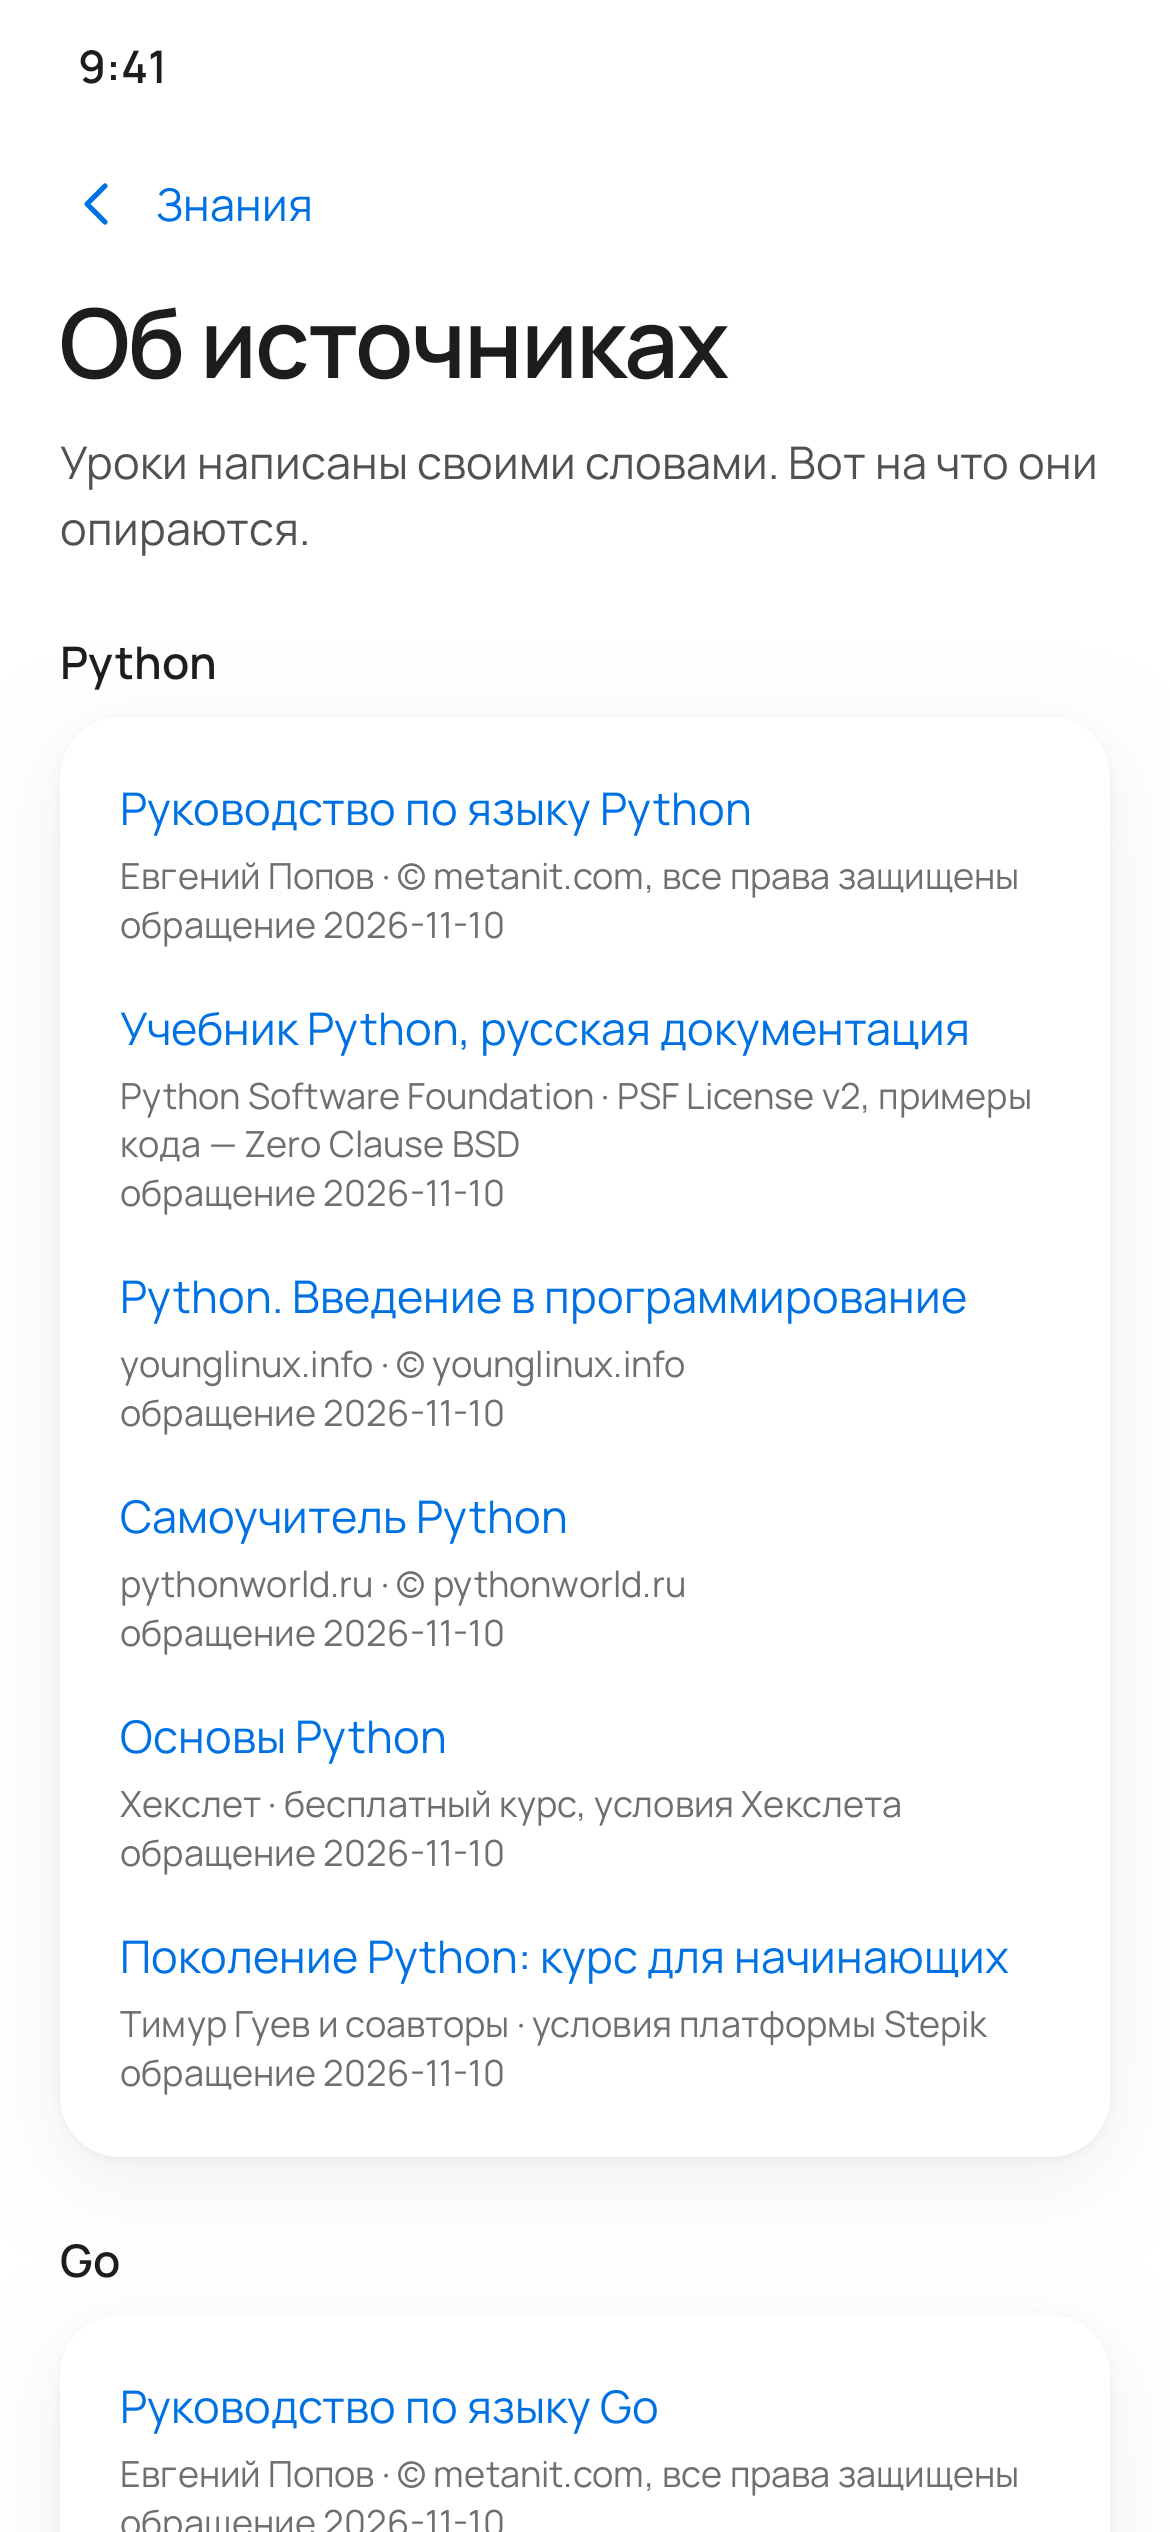 9:41
Знания
Об источниках
Уроки написаны своими словами. Вот на что они
опираются.
Python
Руководство по языку Python
Евгений Попов · © metanit.com, все права защищены
обращение 2026-11-10
Учебник Python, русская документация
Python Software Foundation · PSF License v2, примеры
кода — Zero Clause BSD
обращение 2026-11-10
Python. Введение в программирование
younglinux.info · © younglinux.info
обращение 2026-11-10
Самоучитель Python
pythonworld.ru · © pythonworld.ru
обращение 2026-11-10
Основы Python
Хекслет · бесплатный курс, условия Хекслета
обращение 2026-11-10
Поколение Python: курс для начинающих
Тимур Гуев и соавторы · условия платформы Stepik
обращение 2026-11-10
Go
Руководство по языку Go
Евгений Попов · © metanit.com, все права защищены
обращение 2026-11-10